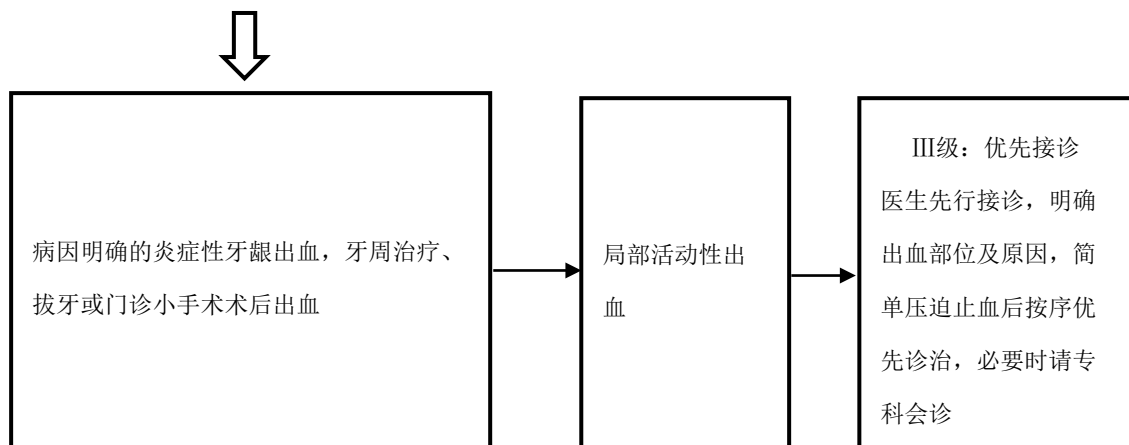 病因明确的炎症性牙龈出血，牙周治疗、
拔牙或门诊小手术术后出血
局部活动性出
血
Ⅲ级：优先接诊
医生先行接诊，明确
出血部位及原因，简
单压迫止血后按序优
先诊治，必要时请专
科会诊